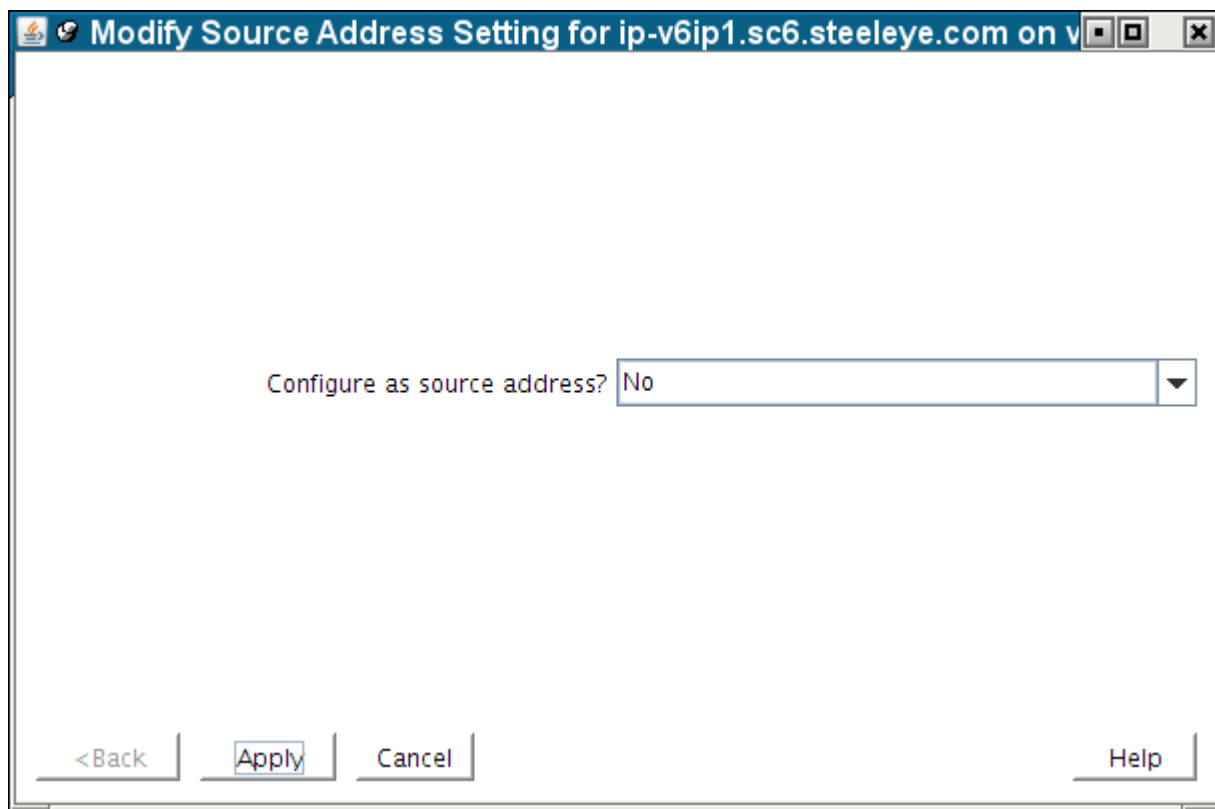 Modify Source Address Setting for ip-v6ip1.sc6.steeleye.com on v
Configure as source address? No
<Back Apply Cancel Help